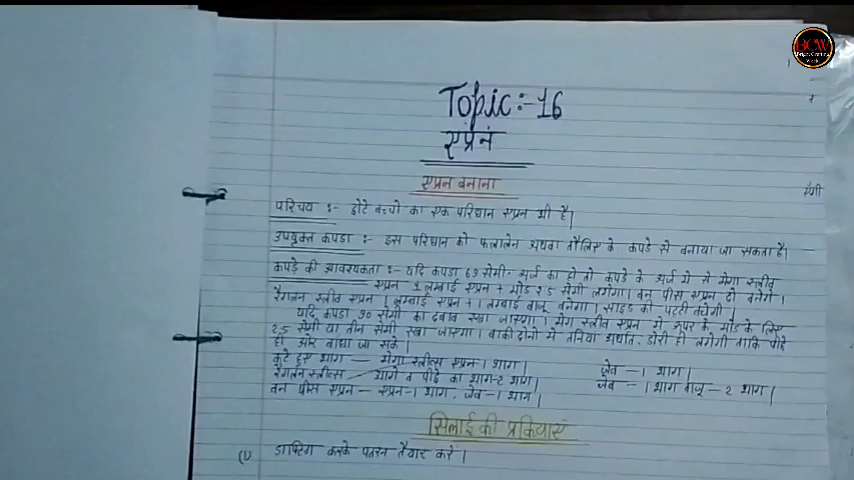 BCW
Topic:-16
एप्रन
एप्रन बनाना
परिचय :- छोटे बच्चो का एक परिधान एप्रन भी है।
उपयुक्त कपडा :- इस परिधान को फलालेन अथवा तौलिए के कपडे से बनाया जा सकता है।
कपड़े की आवश्यकता :- यदि कपडा 69 सेमी. अर्ज का हो तो कपडे के अर्ज में से मेगा स्लीव
एप्रन 1 लम्बाई एप्रन + मोड 2.5 सेमी लगेगा। वन पीस एप्रन दो बनेगे।
रैगलन स्लीव एप्रन 1 लम्बाई एप्रन + 1 लम्बाई बाजू बनेगा। साइड की पटटी बचेगी।
यदि कपडा 90 सेमी का दबाव रखा जाएगा। मेगा स्लीव एप्रन में ऊपर के मोड के लिए
2.5 सेमी या तीन सेमी रखा जाएगा। बाकी दोनो में तनिया अर्थात. डोरी ही लगेगी ताकि पीछे
ही और बांधा जा सके।
कटे हुए भाग — मेगा स्लीव्स एप्रन-1 भाग। जेब -1 भाग।
रैगलन स्लीव्स — आगे व पीछे का भाग-2 भाग। जेब -1 भाग बाजू- 2 भाग।
वन पीस एप्रन - एप्रन-1 भाग, जेब-1 भाग।
सिलाई की प्रक्रियाएं
(1) ड्राफ्टिंग करके पतरन तैयार करें।